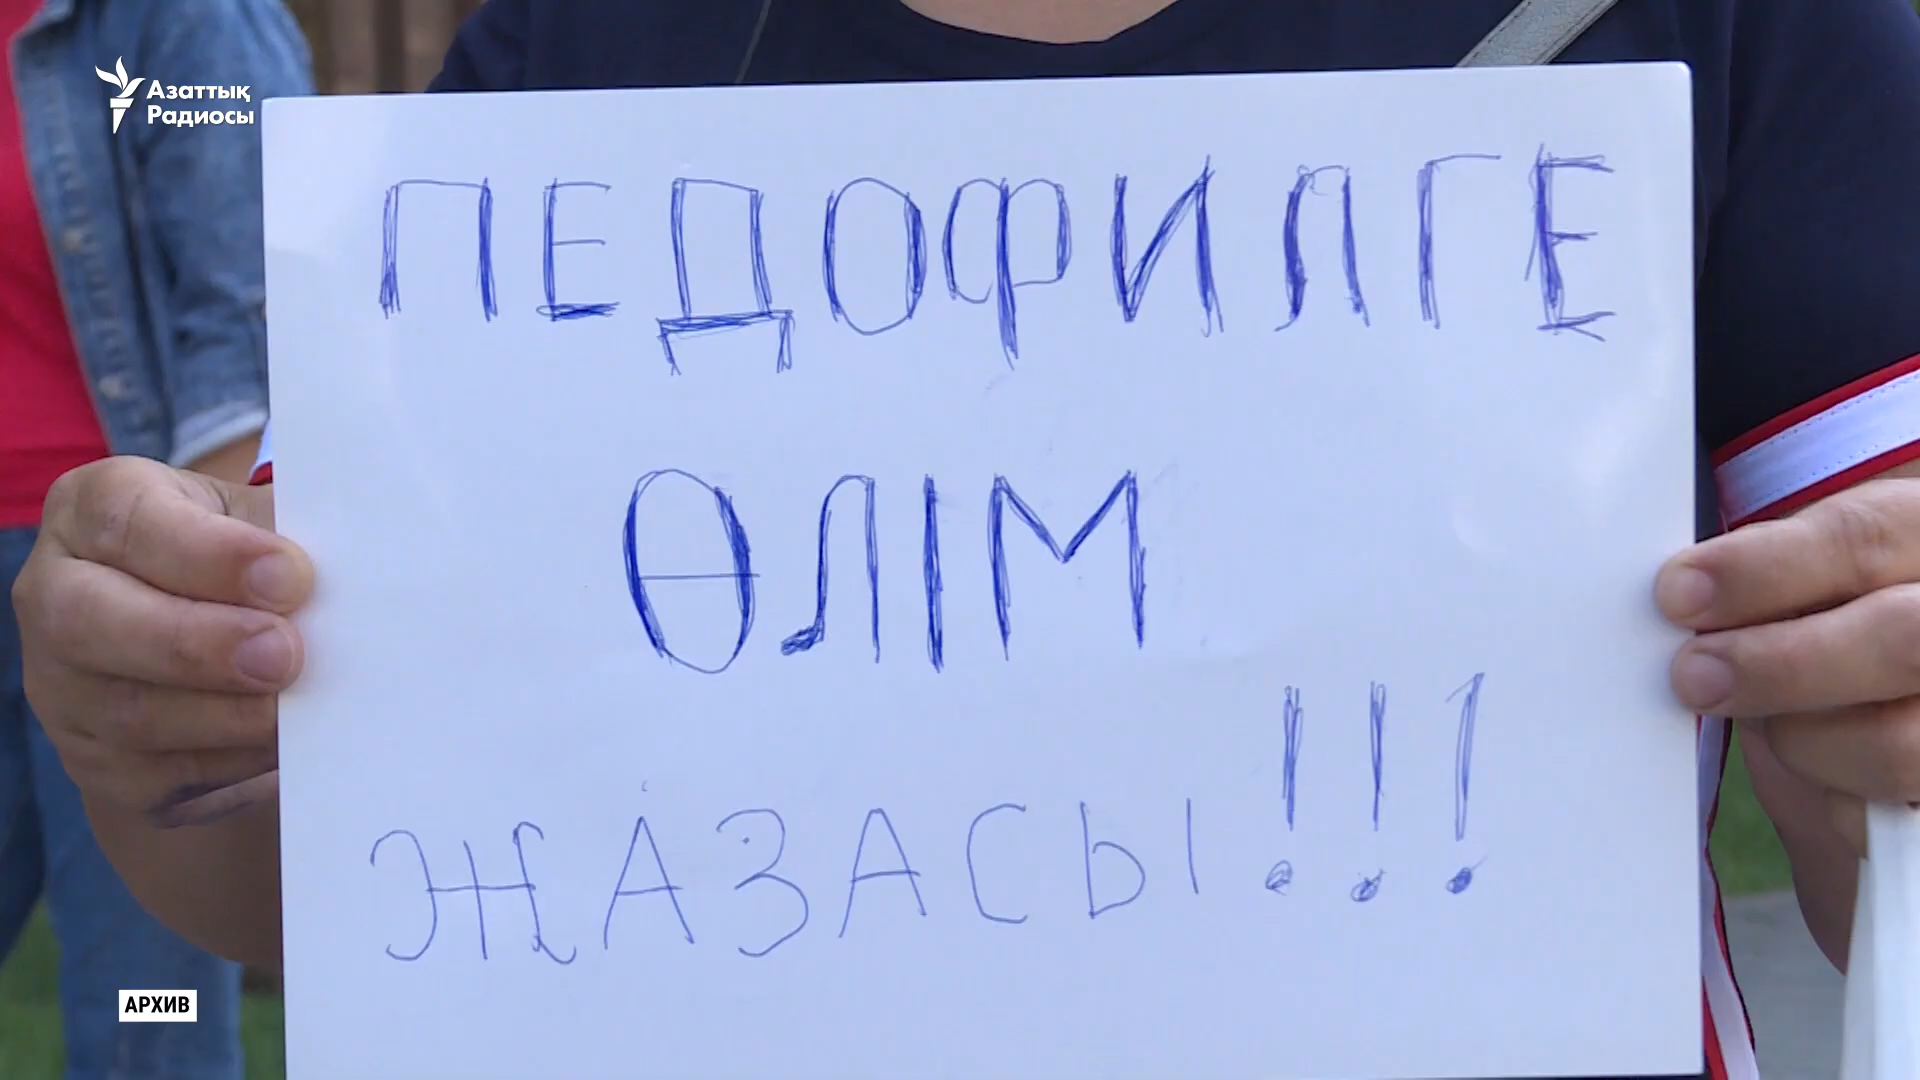 Азаттық
Радиосы
ПЕДОФИЛГЕ
ӨЛІМ
ЖАЗАСЫ!!!
АРХИВ